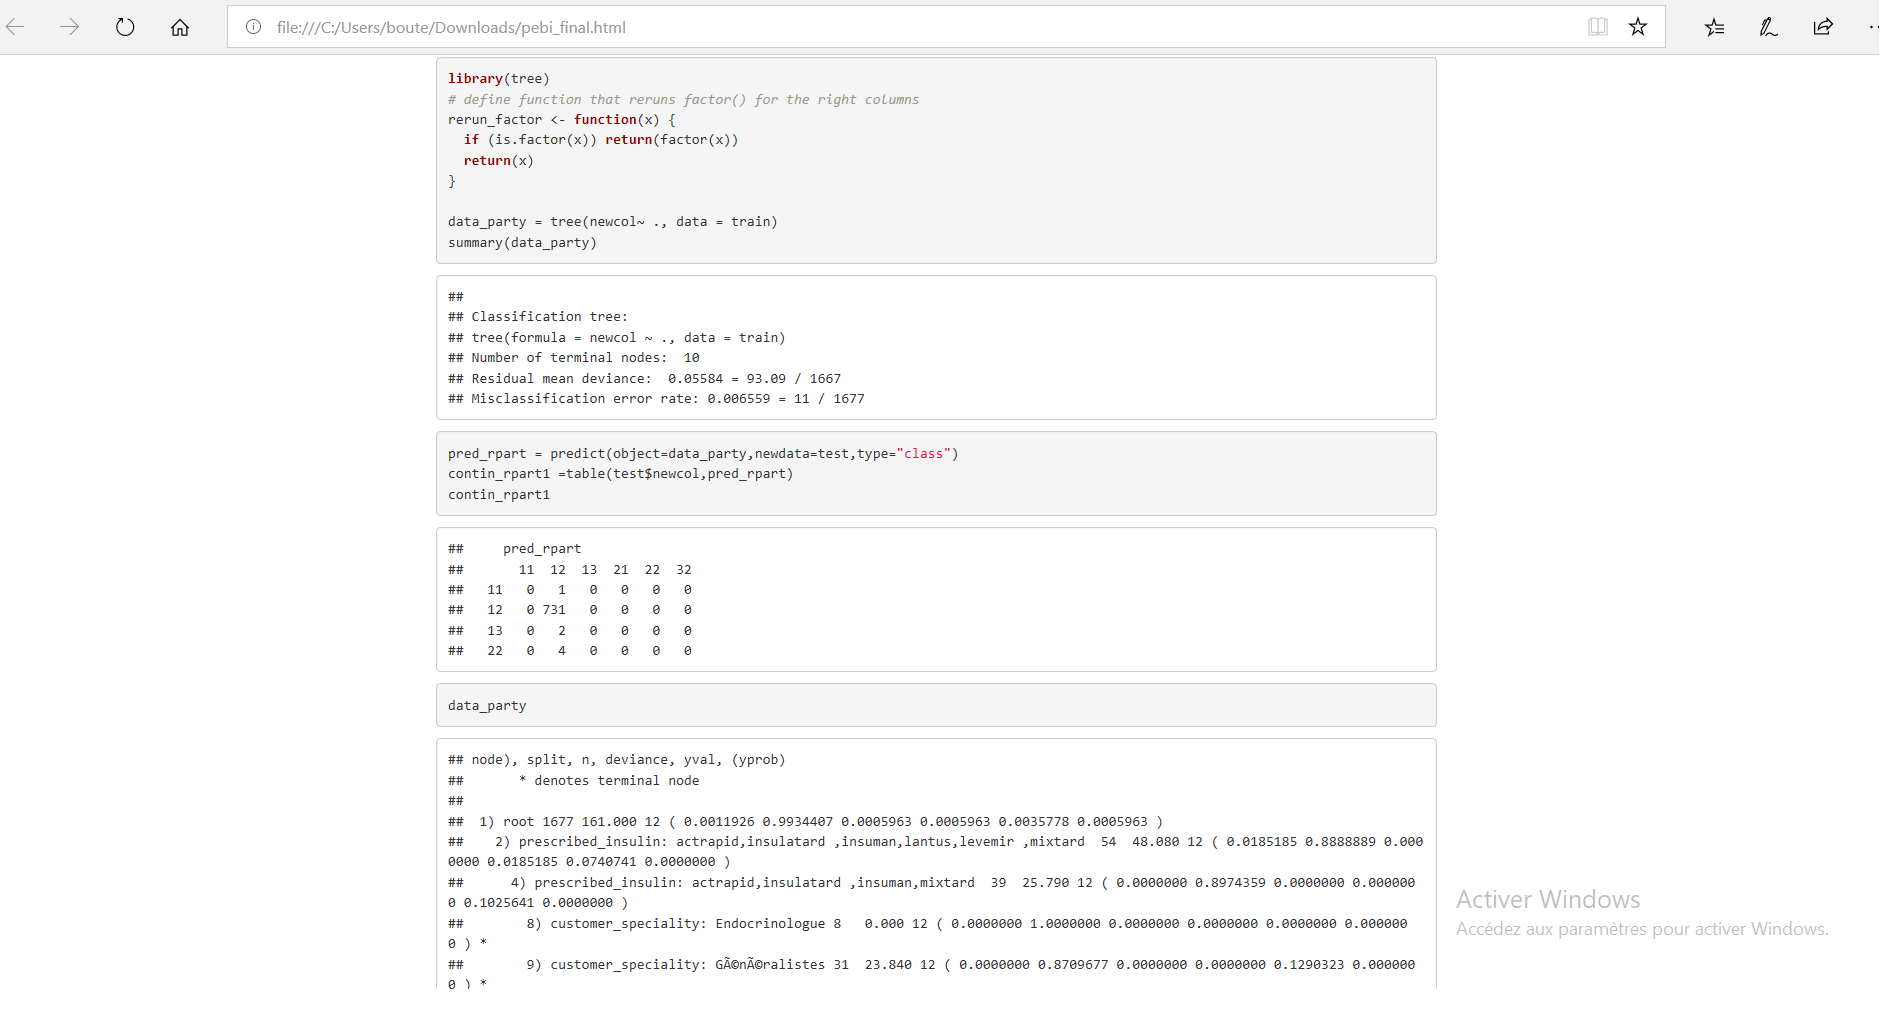 file:///C:/Users/boute/Downloads/pebi_final.html
library(tree)
# define function that reruns factor() for the right columns
rerun_factor <- function(x) {
  if (is.factor(x)) return(factor(x))
  return(x)
}
data_party = tree(newcol~ ., data = train)
summary(data_party)
##
## Classification tree:
## tree(formula = newcol ~ ., data = train)
## Number of terminal nodes:  10
## Residual mean deviance:  0.05584 = 93.09 / 1667
## Misclassification error rate: 0.006559 = 11 / 1677
pred_rpart = predict(object=data_party,newdata=test,type="class")
contin_rpart1 =table(test$newcol,pred_rpart)
contin_rpart1
##     pred_rpart
##       11  12  13  21  22  32
##   11   0   1   0   0   0   0
##   12   0 731   0   0   0   0
##   13   0   2   0   0   0   0
##   22   0   4   0   0   0   0
data_party
## node), split, n, deviance, yval, (yprob)
##       * denotes terminal node
##
##  1) root 1677 161.000 12 ( 0.0011926 0.9934407 0.0005963 0.0005963 0.0035778 0.0005963 )
##    2) prescribed_insulin: actrapid,insulatard ,insuman,lantus,levemir ,mixtard  54  48.080 12 ( 0.0185185 0.8888889 0.000
0000 0.0185185 0.0740741 0.0000000 )
##      4) prescribed_insulin: actrapid,insulatard ,insuman,mixtard  39  25.790 12 ( 0.0000000 0.8974359 0.0000000 0.000000
0 0.1025641 0.0000000 )
##        8) customer_speciality: Endocrinologue 8   0.000 12 ( 0.0000000 1.0000000 0.0000000 0.0000000 0.0000000 0.000000
0 ) *
##        9) customer_speciality: GÃ©nÃ©ralistes 31  23.840 12 ( 0.0000000 0.8709677 0.0000000 0.0000000 0.1290323 0.000000
0 ) *
Activer Windows
Accédez aux paramètres pour activer Windows.